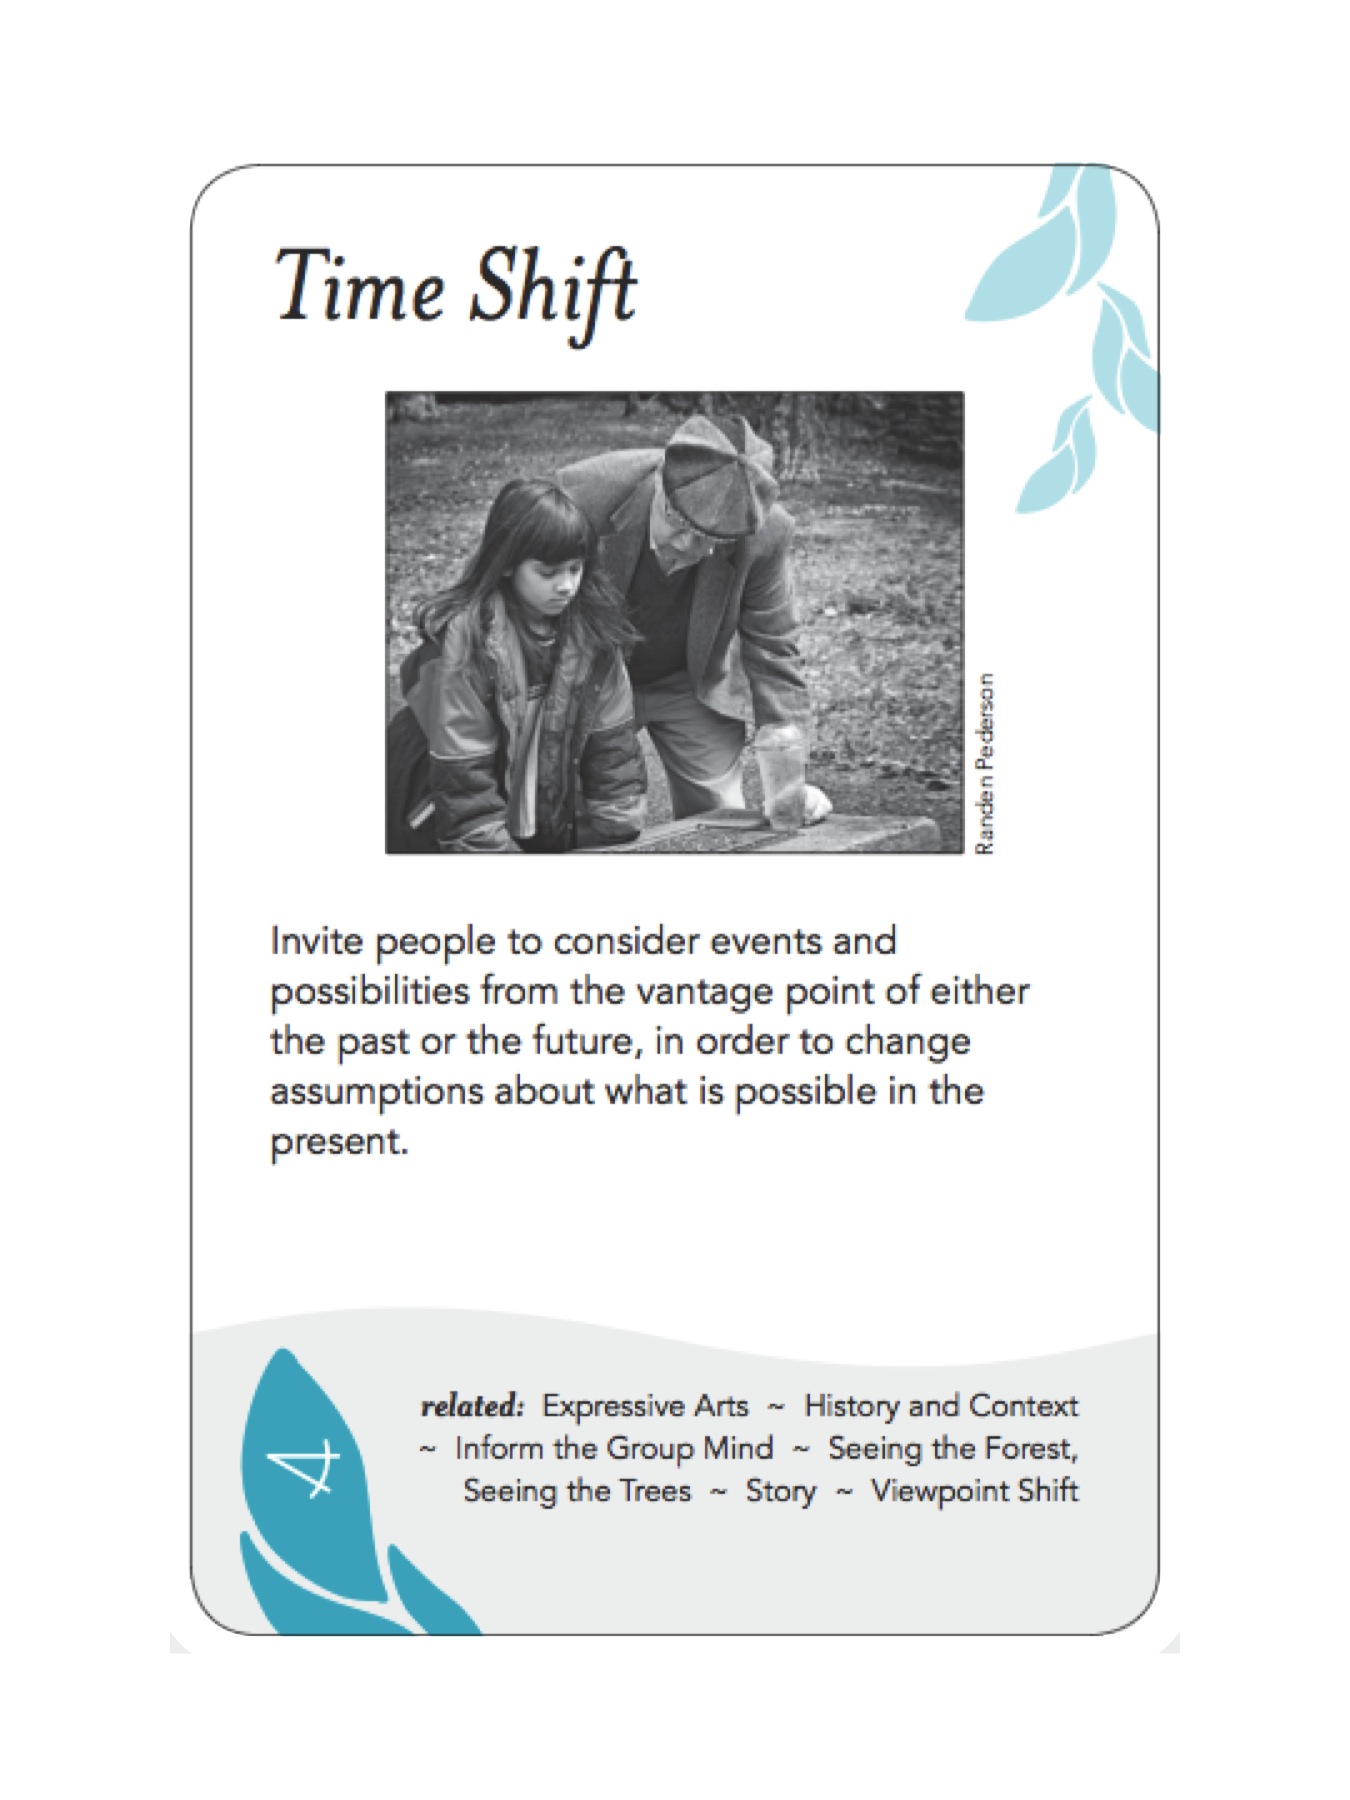 Time Shift
Randen Pederson
Invite people to consider events and
possibilities from the vantage point of either
the past or the future, in order to change
assumptions about what is possible in the
present.
related: Expressive Arts ~ History and Context
~ Inform the Group Mind ~ Seeing the Forest,
Seeing the Trees ~ Story ~ Viewpoint Shift